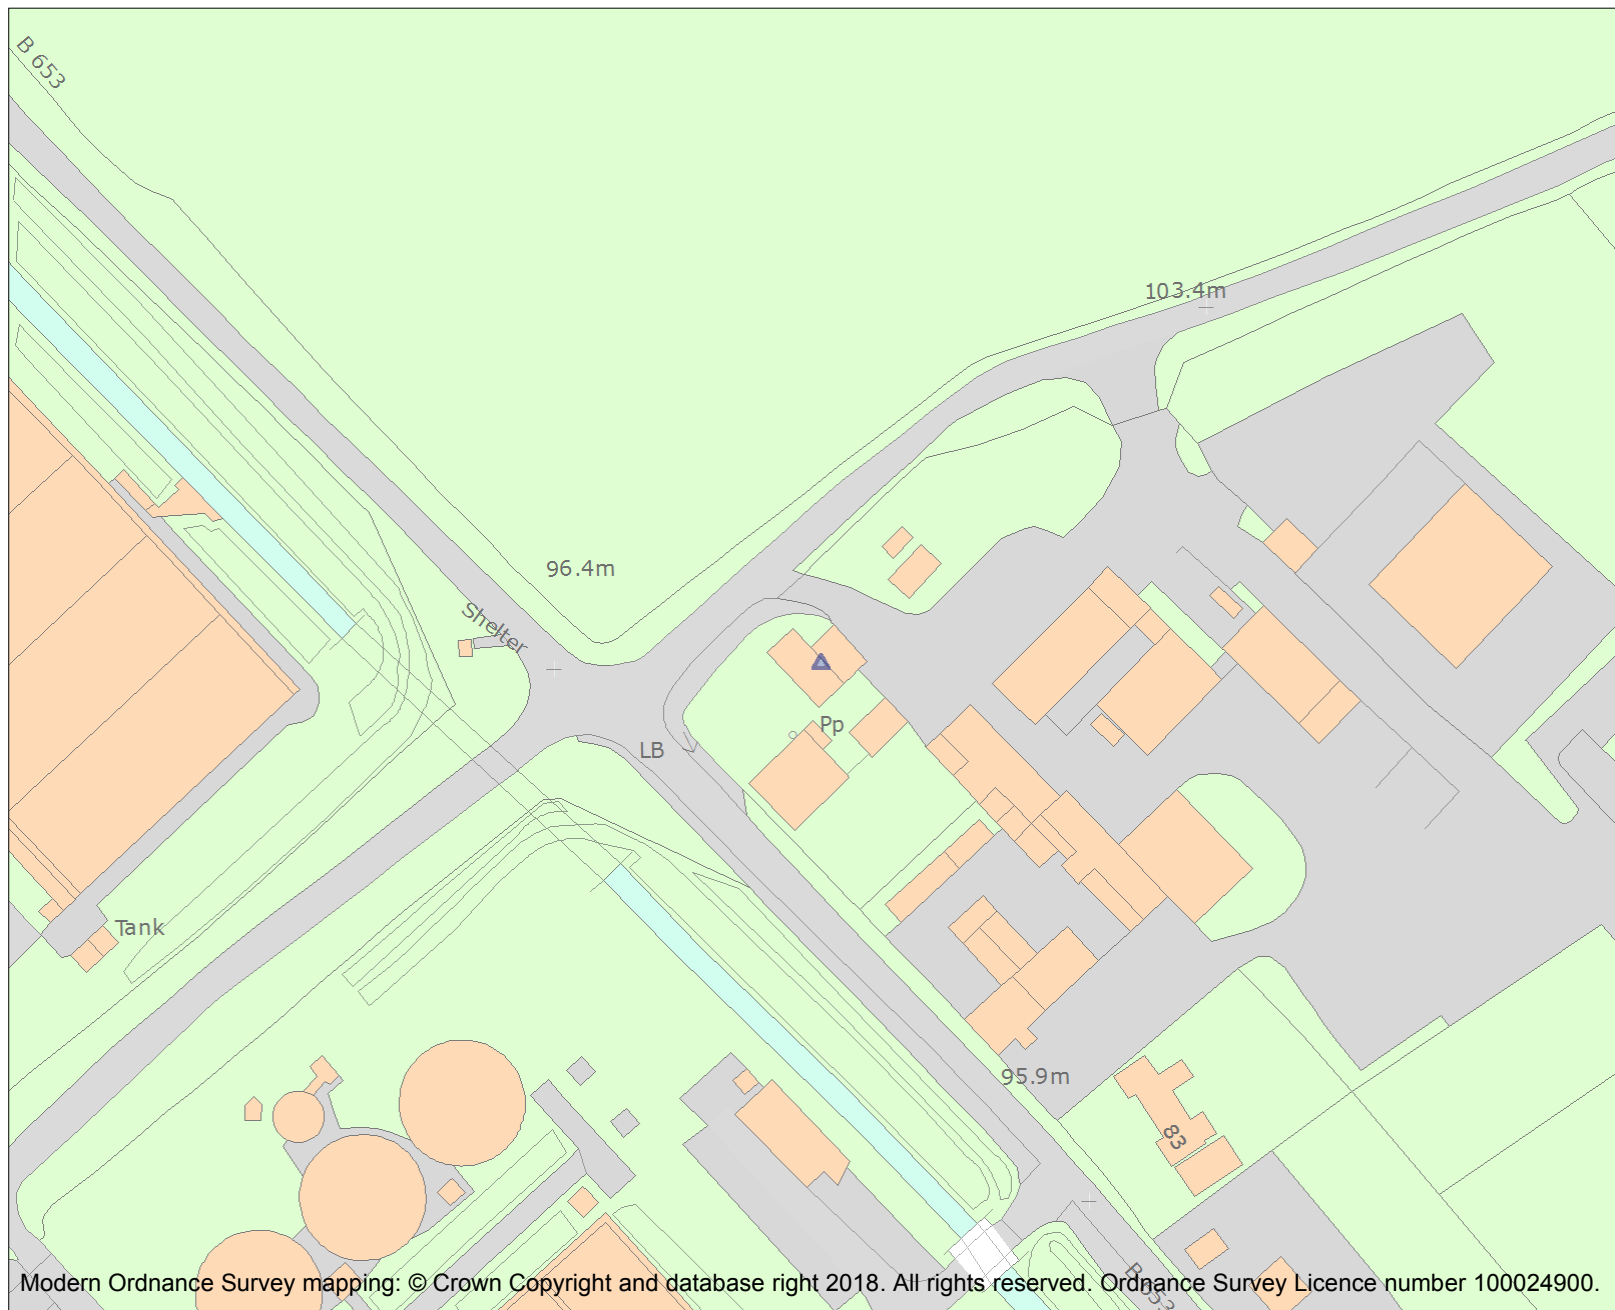 B 653
103.4m
96.4m
Shelter
Pp
LB
Tank
95.9m
83
B 653
Modern Ordnance Survey mapping: © Crown Copyright and database right 2018. All rights reserved. Ordnance Survey Licence number 100024900.